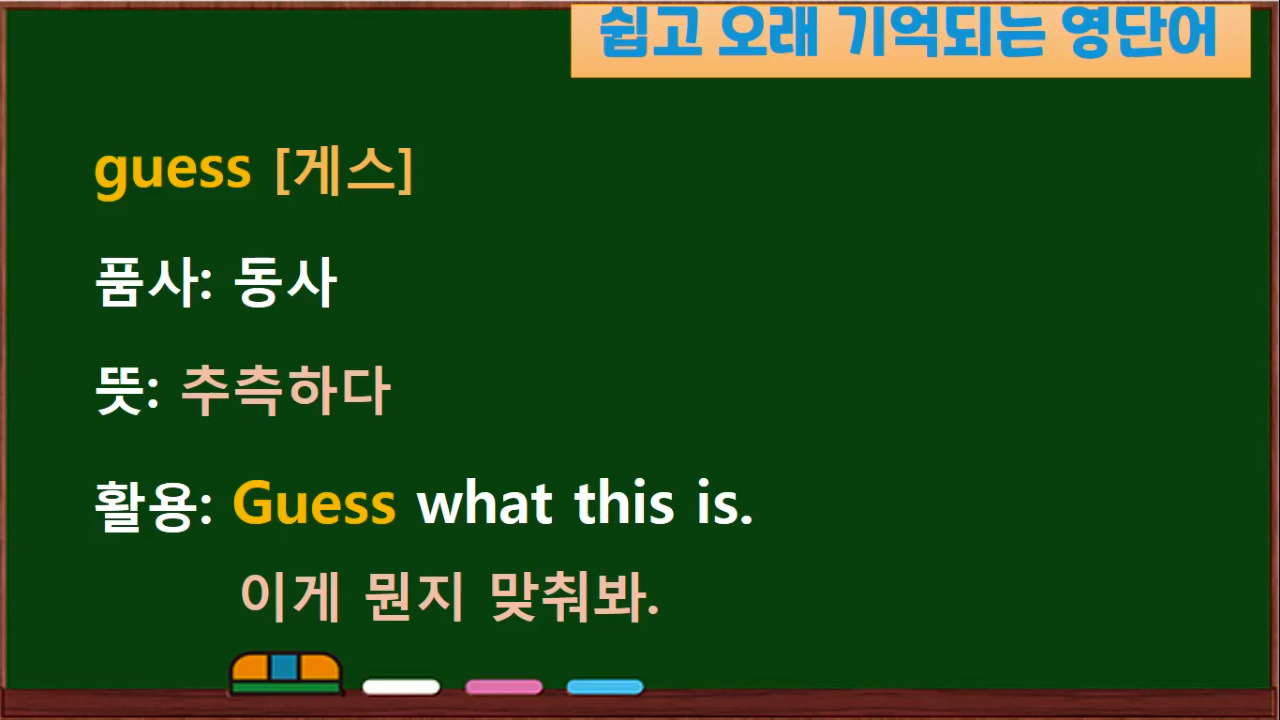 쉽고 오래 기억되는 영단어
guess [게스]
품사: 동사
뜻: 추측하다
활용: Guess what this is.
이게 뭔지 맞춰봐.